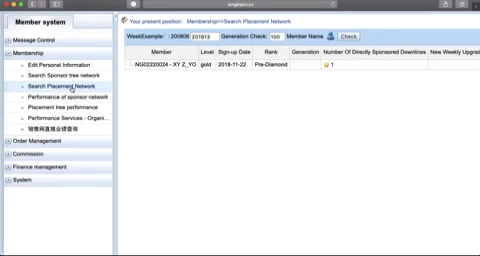 Member system
Message Control
Membership
Edit Personal Information
Search Sponsor tree network
Search Placement Network
Performance of sponsor network
Placement tree performance
Performance Services - Organi...
销售网直推业绩查询
Order Management
Commission
Finance management
System
Your present position : Membership>>Search Placement Network
WeekExample: : 200808 201913 Generation Check: 100 Member Name Check
Member Level Sign-up Date Rank Generation Number Of Directly Sponsored Downlines New Weekly Upgrad
NG02220024 - XY Z_YO gold 2018-11-22 Pre-Diamond 1